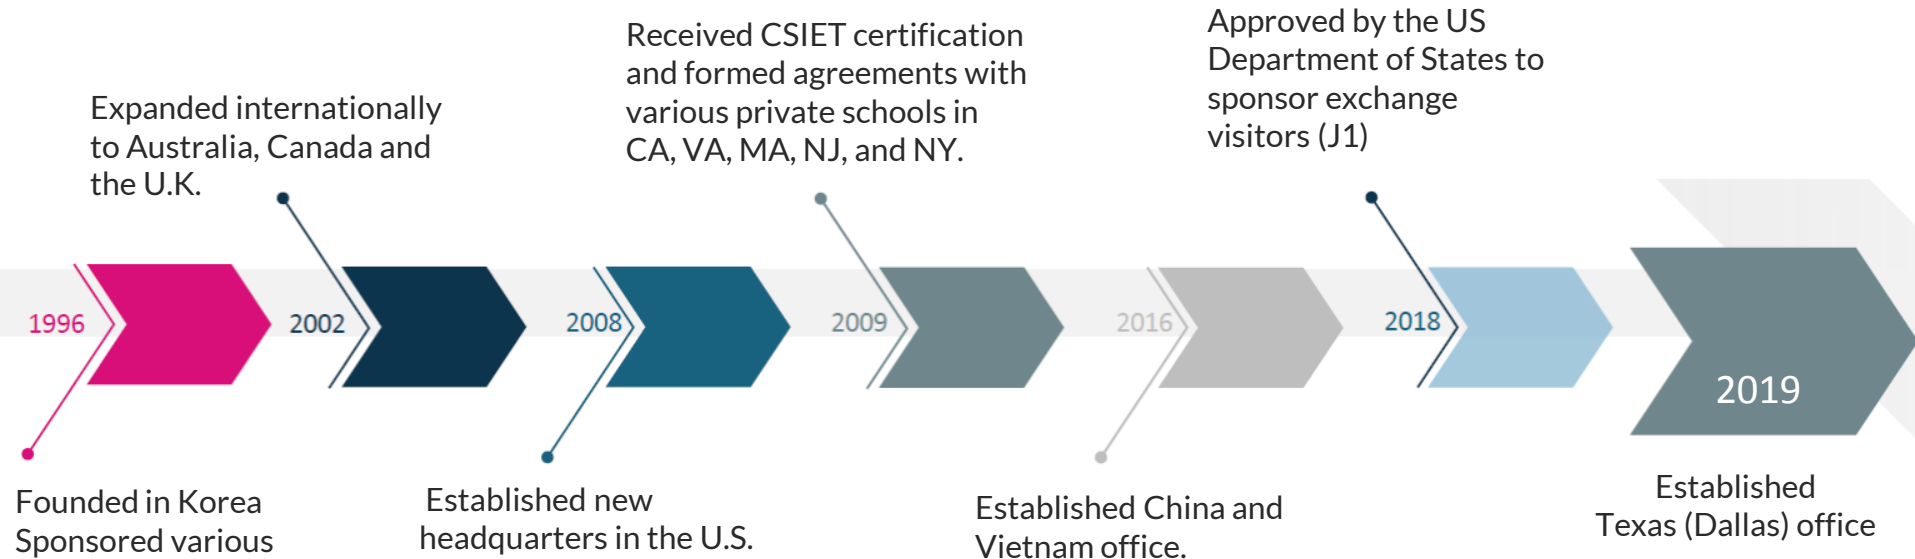 Expanded internationally
to Australia, Canada and
the U.K.
Received CSIET certification
and formed agreements with
various private schools in
CA, VA, MA, NJ, and NY.
Approved by the US
Department of States to
sponsor exchange
visitors (J1)
1996
2002
2008
2009
2016
2018
2019
Founded in Korea
Sponsored various
Established new
headquarters in the U.S.
Established China and
Vietnam office.
Established
Texas (Dallas) office